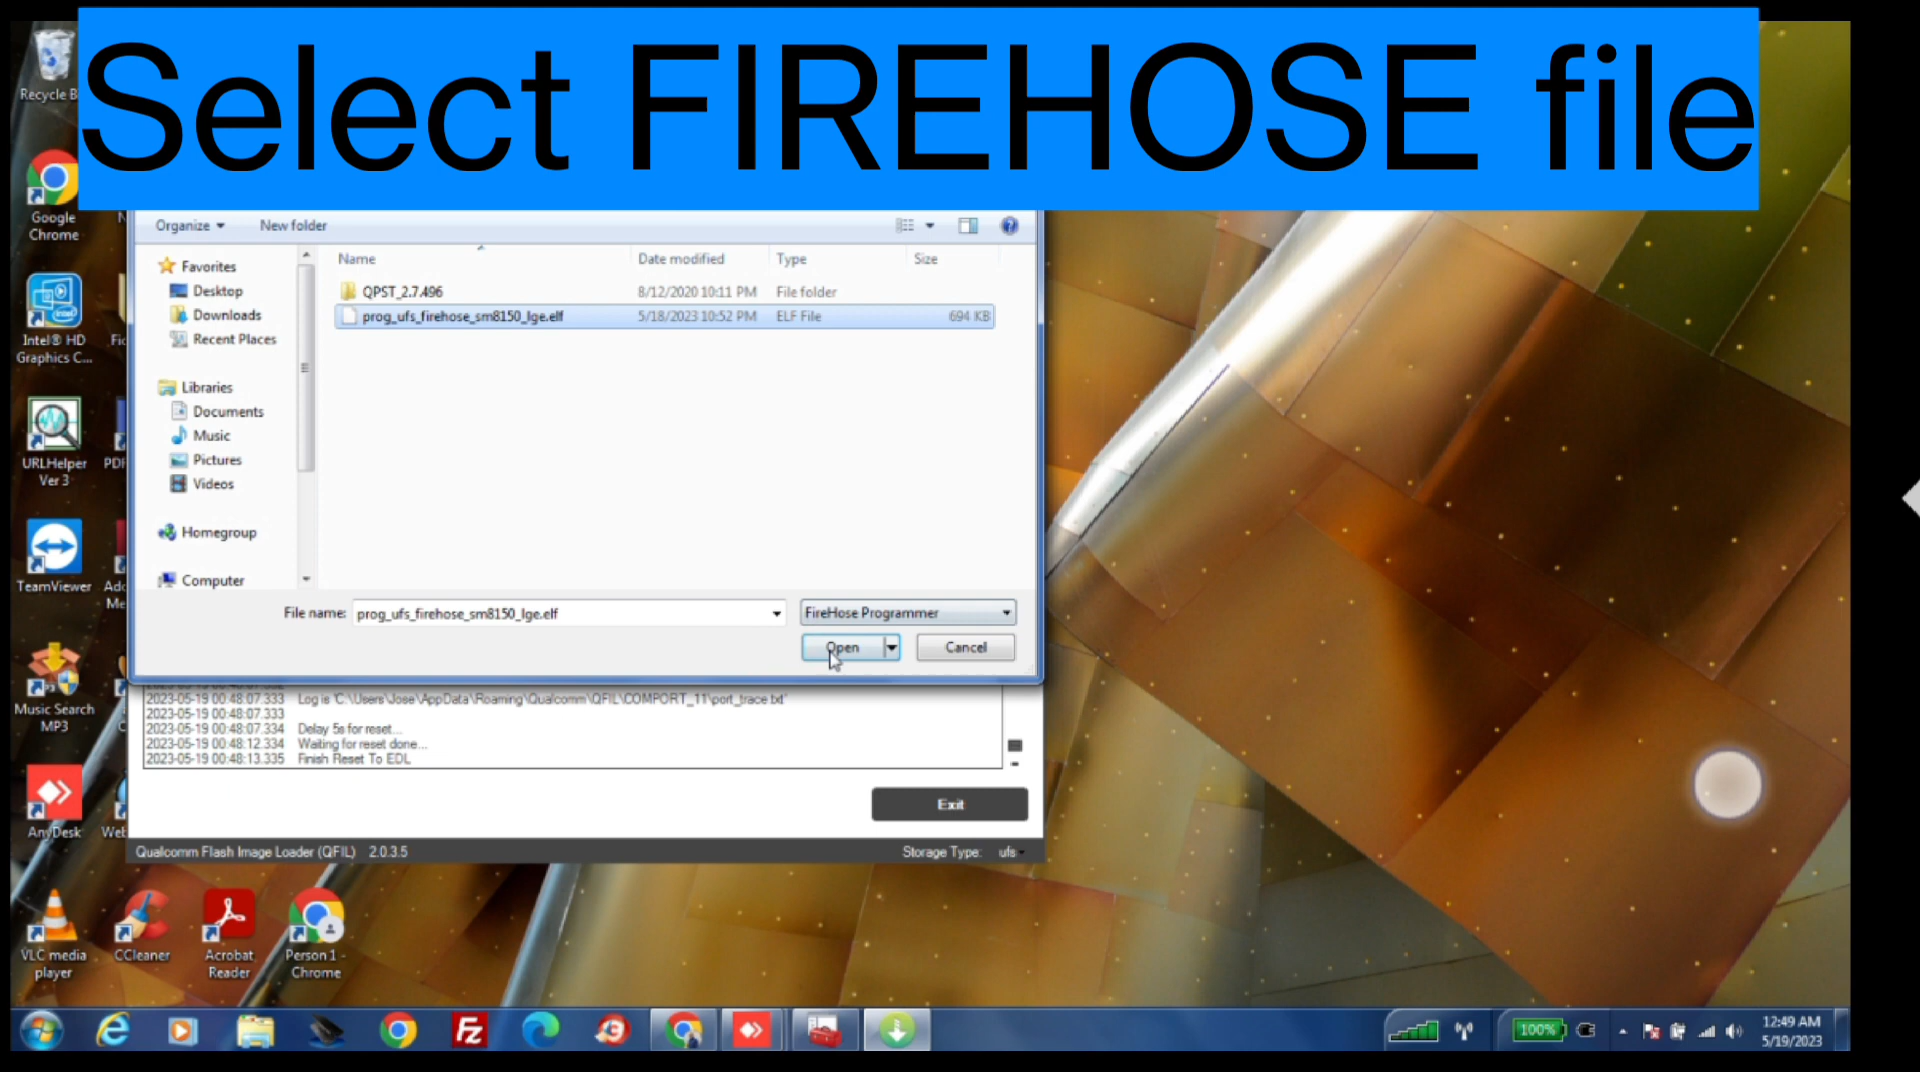 Select FIREHOSE file
Recycle B
Google
Chrome
Intel® HD
Graphics C...
URLHelper
Ver 3
TeamViewer
Music Search
MP3
AnyDesk
VLC media
player
CCleaner
Acrobat
Reader
Person 1 -
Chrome
Organize
New folder
Name
Date modified
Type
Size
QPST_2.7.496
8/12/2020 10:11 PM
File folder
prog_ufs_firehose_sm8150_lge.elf
5/18/2023 10:52 PM
ELF File
694 KB
Favorites
Desktop
Downloads
Recent Places
Libraries
Documents
Music
Pictures
Videos
Homegroup
Computer
File name:
prog_ufs_firehose_sm8150_lge.elf
FireHose Programmer
Open
Cancel
2023-05-19 00:48:07.333 Log is 'C:\Users\Jose\AppData\Roaming\Qualcomm\QFIL\COMPORT_11\port_trace.txt'
2023-05-19 00:48:07.333
2023-05-19 00:48:07.334 Delay 5s for reset...
2023-05-19 00:48:12.334 Waiting for reset done...
2023-05-19 00:48:13.335 Finish Reset To EDL
Exit
Qualcomm Flash Image Loader (QFIL) 2.0.3.5
Storage Type: ufs
100%
12:49 AM
5/19/2023